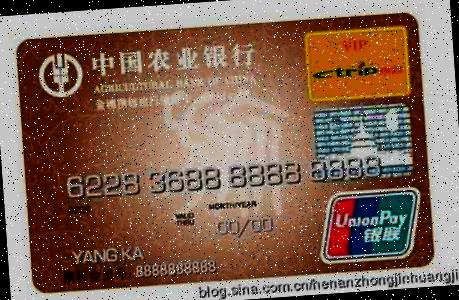 中国农业银行
AGRICULTURAL BANK OF CHINA
VIP
ctrip
6228 3688 8888 8888
MONTH/YEAR
VALID
THRU
00/00
UnionPay
银联
YANG KA
8888888888
blog.sina.com.cn/henanzhongjinhuangji